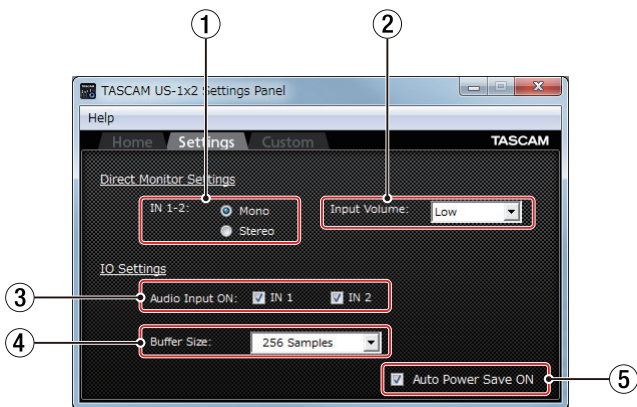 ① ②
TASCAM US-1x2 Settings Panel
Help
Home Settings Custom TASCAM
Direct Monitor Settings
IN 1-2: Mono Input Volume: Low
Stereo
IO Settings
③ Audio Input ON: IN 1 IN 2
④ Buffer Size: 256 Samples
Auto Power Save ON ⑤